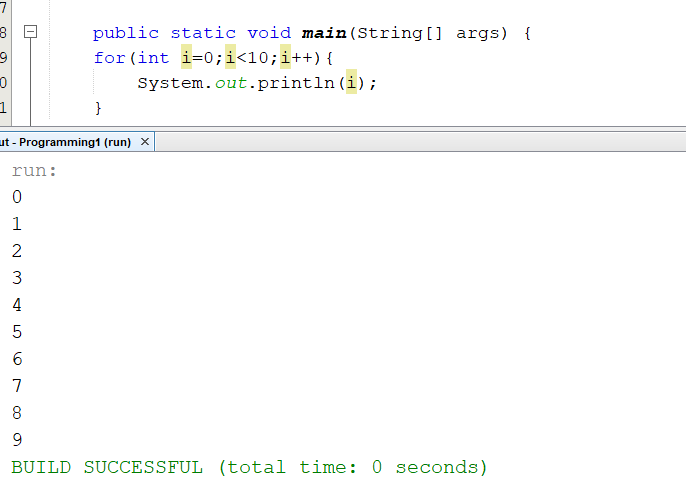 7
8 public static void main(String[] args) {
9 for(int i=0;i<10;i++){
0 System.out.println(i);
1 }
ut - Programming1 (run) ×
run:
0
1
2
3
4
5
6
7
8
9
BUILD SUCCESSFUL (total time: 0 seconds)